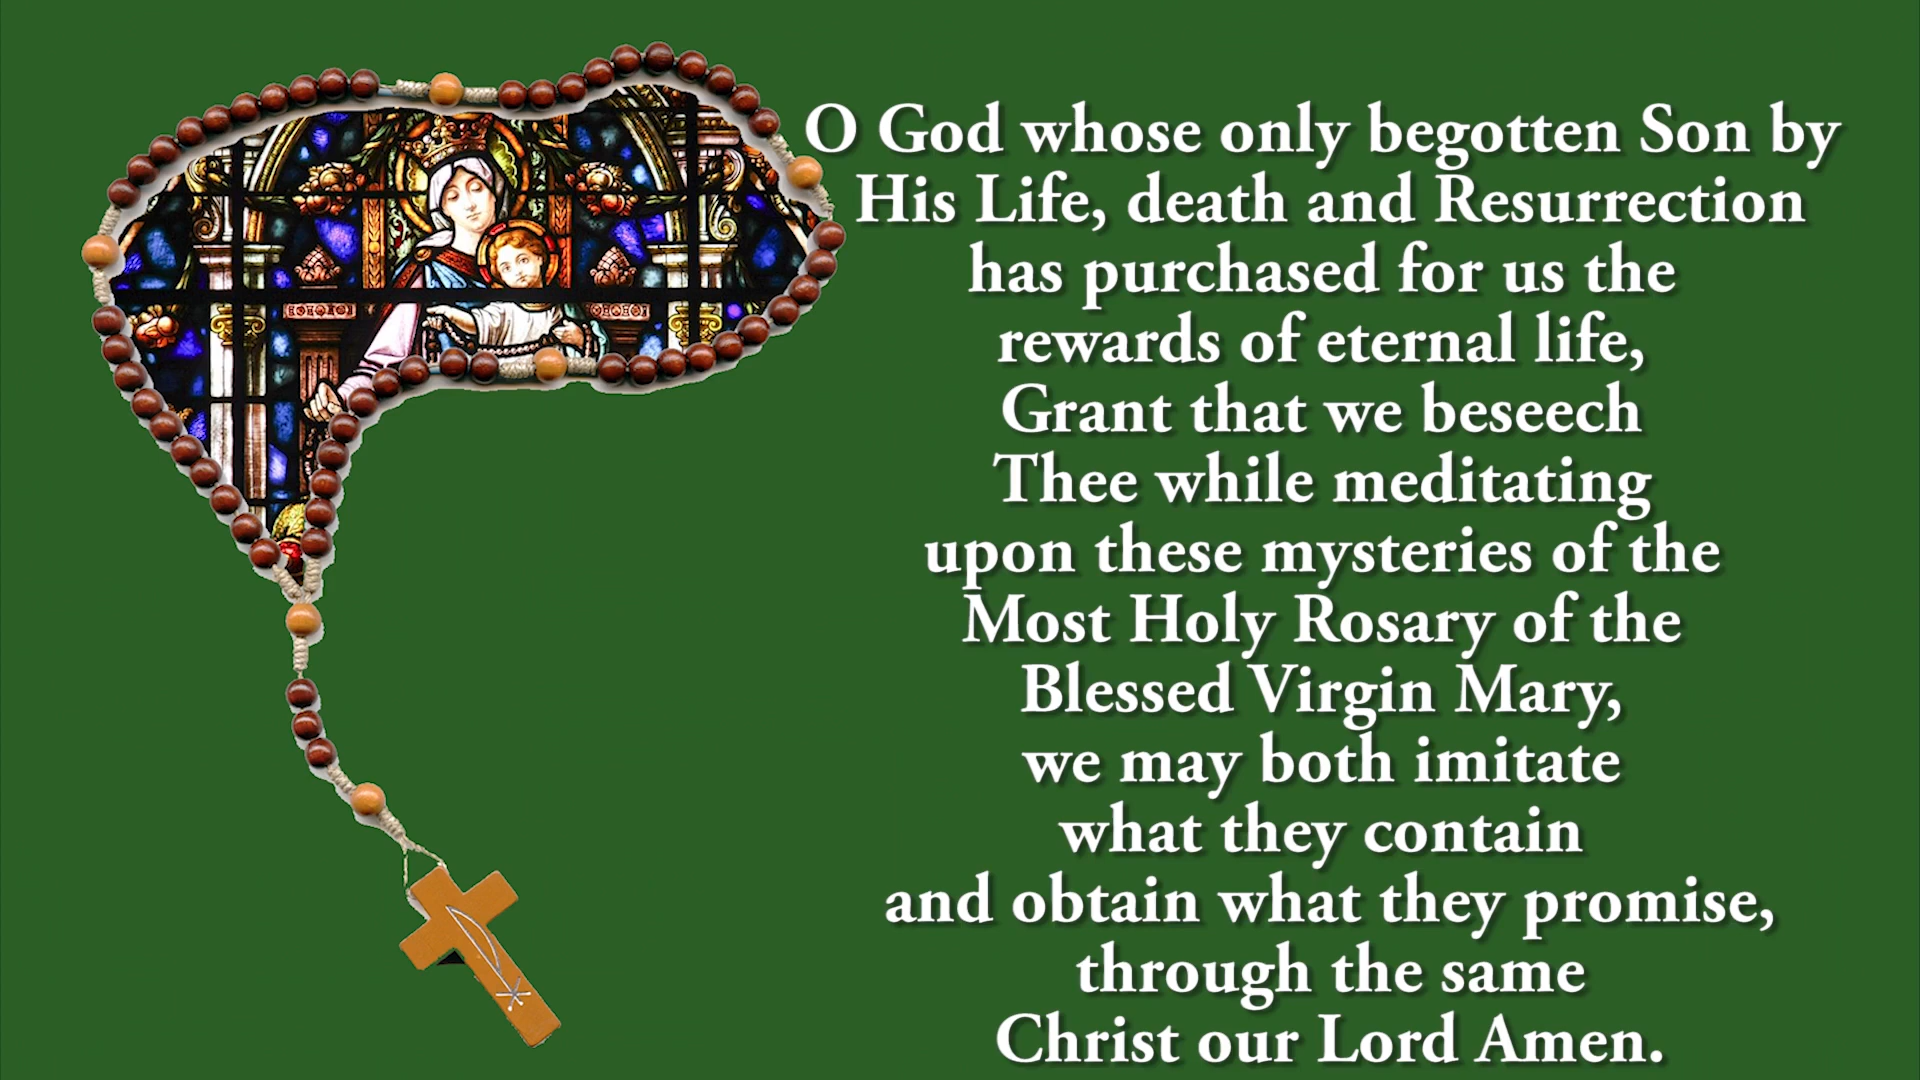 O God whose only begotten Son by
His Life, death and Resurrection
has purchased for us the
rewards of eternal life,
Grant that we beseech
Thee while meditating
upon these mysteries of the
Most Holy Rosary of the
Blessed Virgin Mary,
we may both imitate
what they contain
and obtain what they promise,
through the same
Christ our Lord Amen.